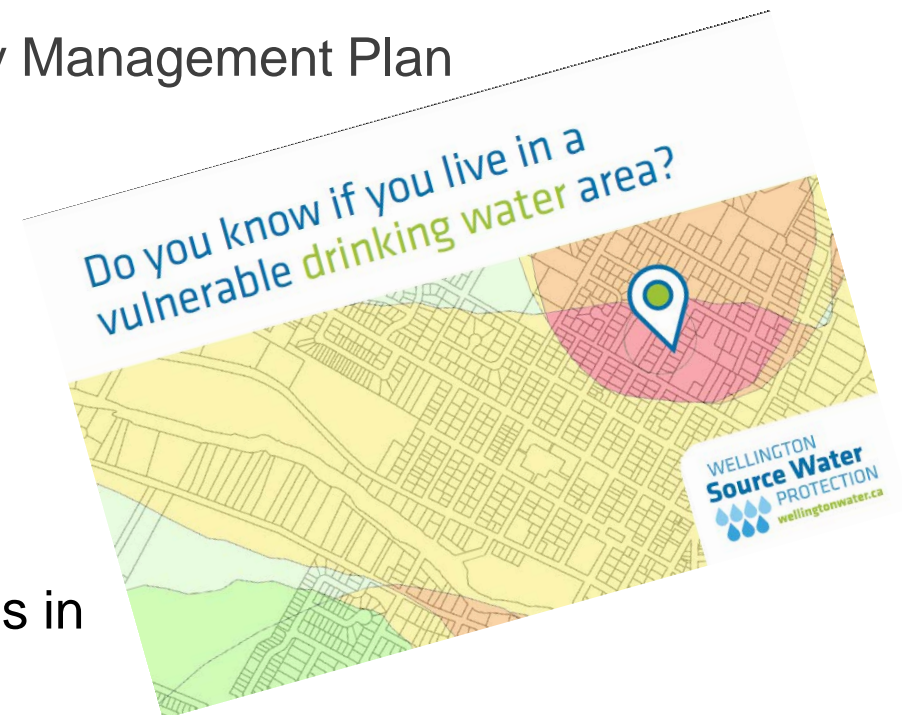 Management Plan
Do you know if you live in a
vulnerable drinking water area?
WELLINGTON
Source Water
PROTECTION
wellingtonwater.ca
s in